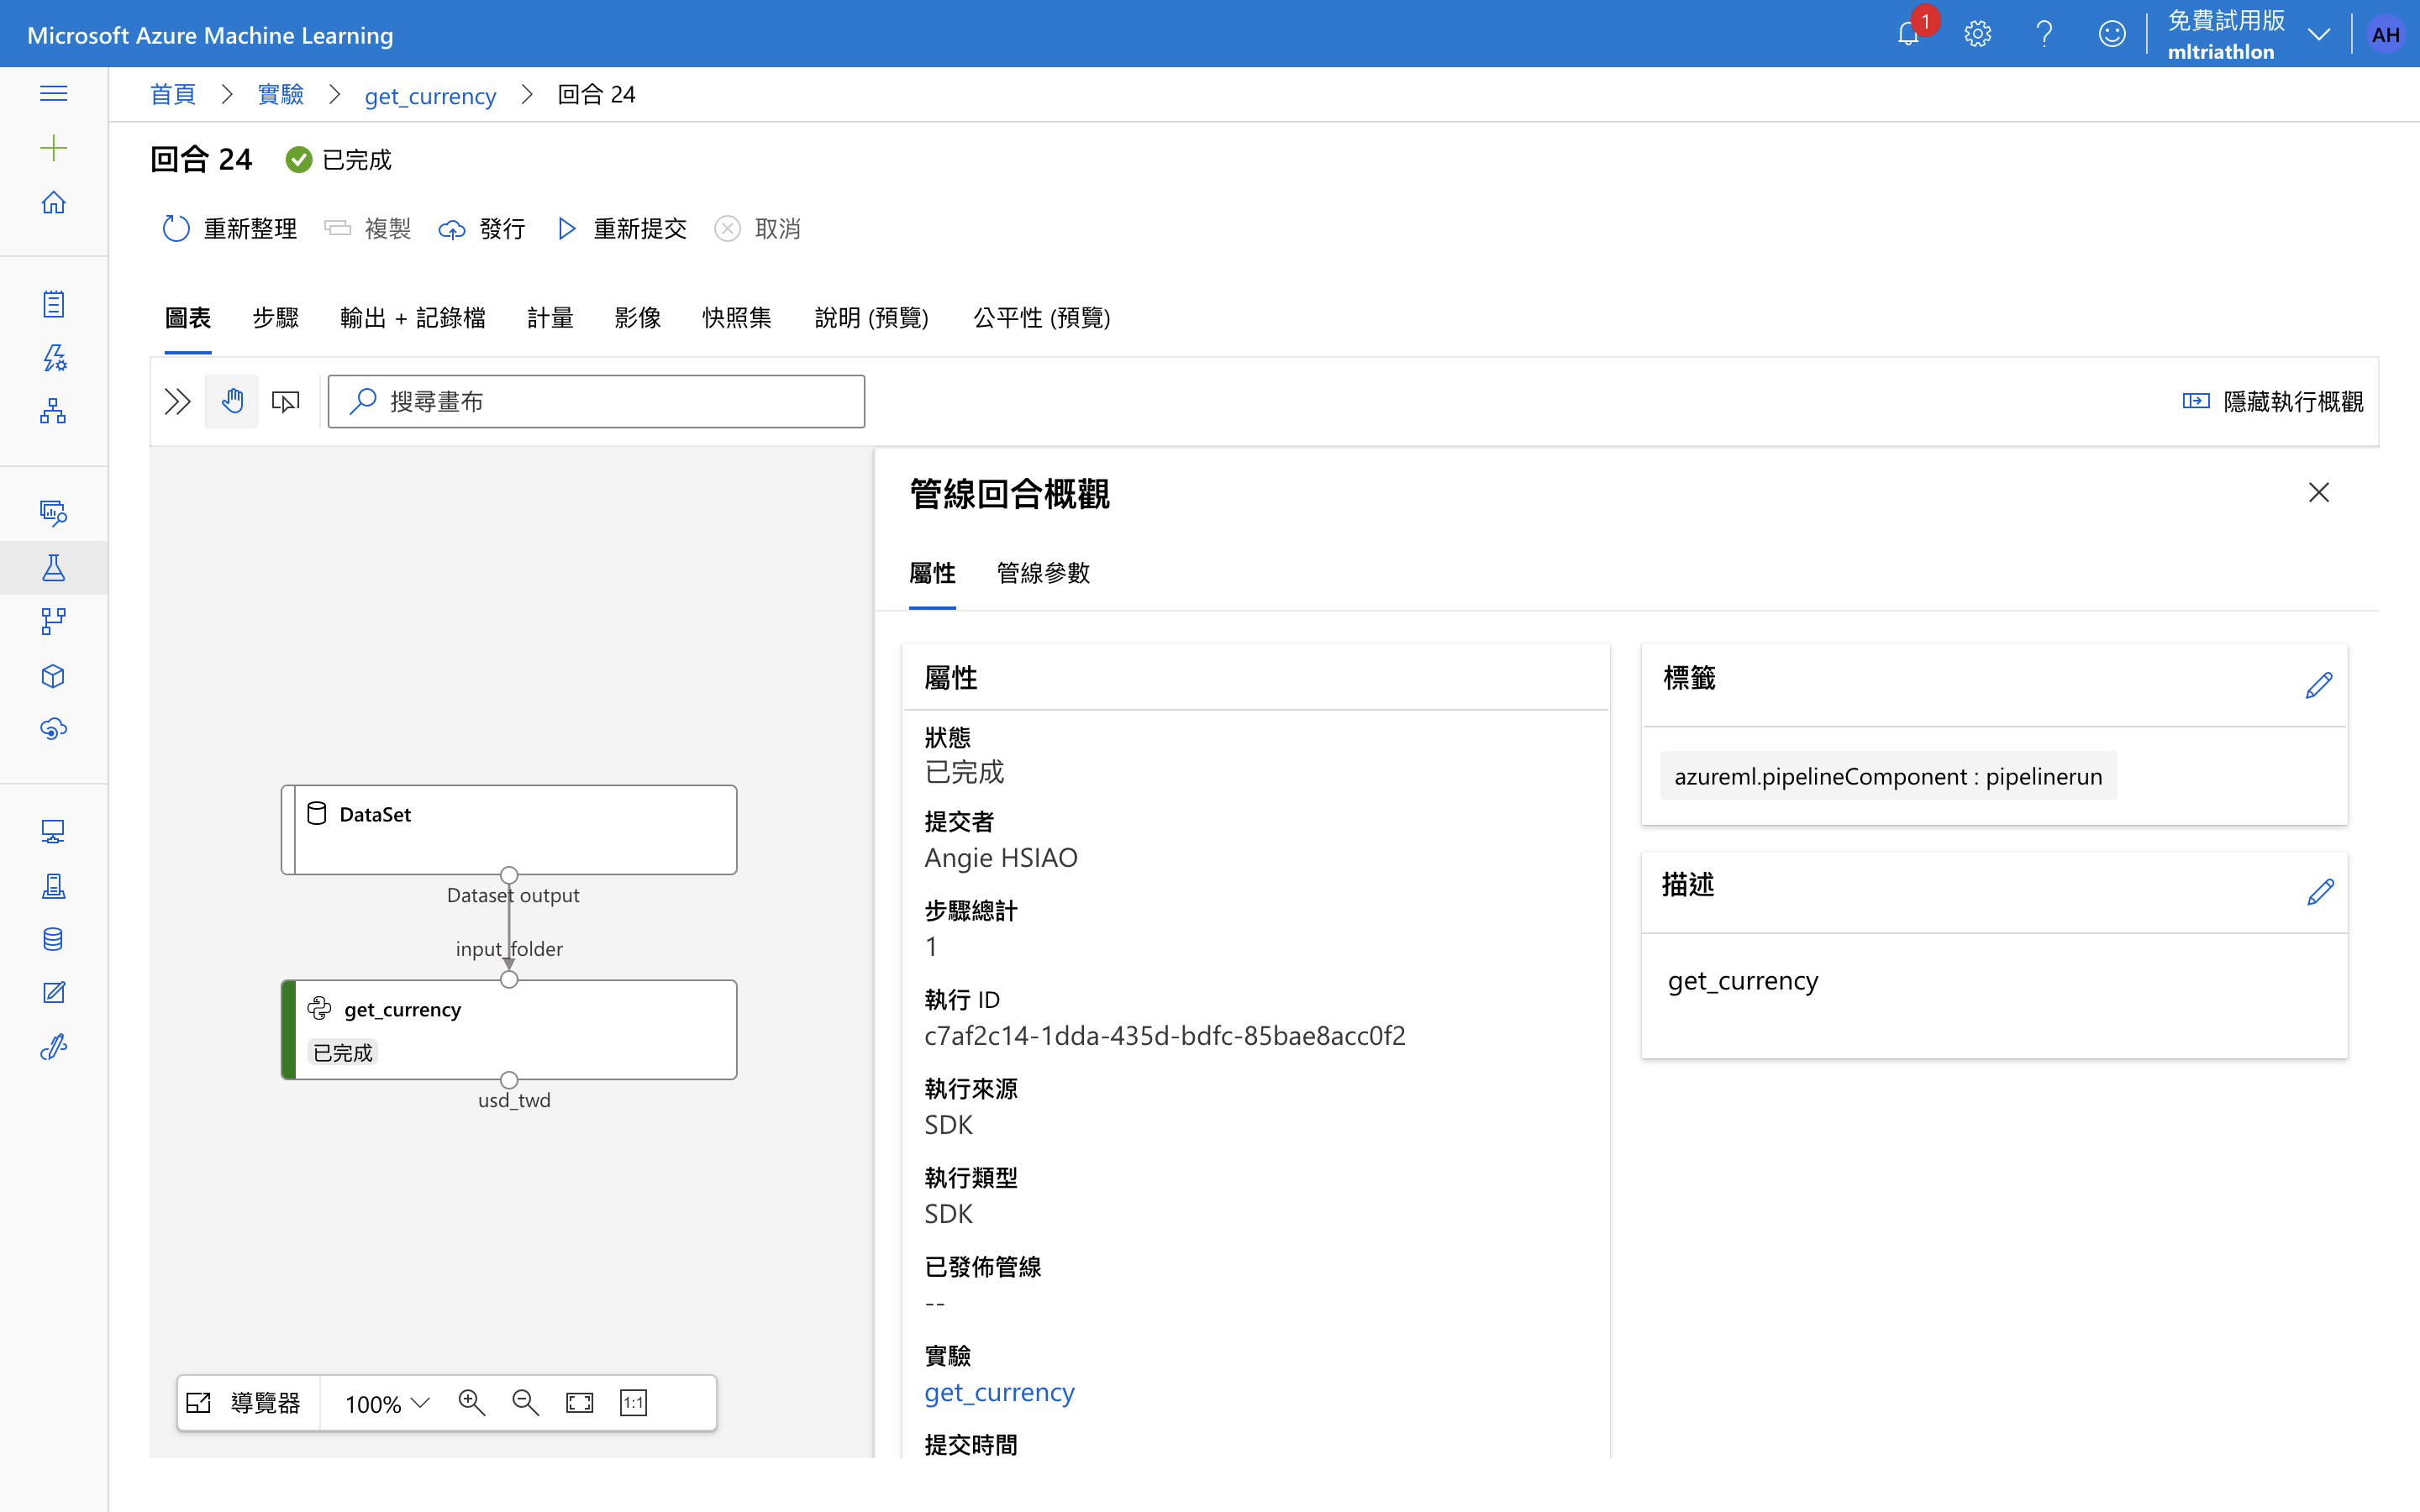 Microsoft Azure Machine Learning
1
免費試用版
mltriathlon
AH
首頁 > 實驗 > get_currency > 回合 24
回合 24 已完成
重新整理 複製 發行 重新提交 取消
圖表 步驟 輸出 + 記錄檔 計量 影像 快照集 說明 (預覽) 公平性 (預覽)
搜尋畫布
隱藏執行概觀
DataSet
Dataset output
input_folder
get_currency
已完成
usd_twd
導覽器 100% 1:1
管線回合概觀
屬性 管線參數
屬性
狀態
已完成
提交者
Angie HSIAO
步驟總計
1
執行 ID
c7af2c14-1dda-435d-bdfc-85bae8acc0f2
執行來源
SDK
執行類型
SDK
已發佈管線
--
實驗
get_currency
提交時間
標籤
azureml.pipelineComponent : pipelinerun
描述
get_currency